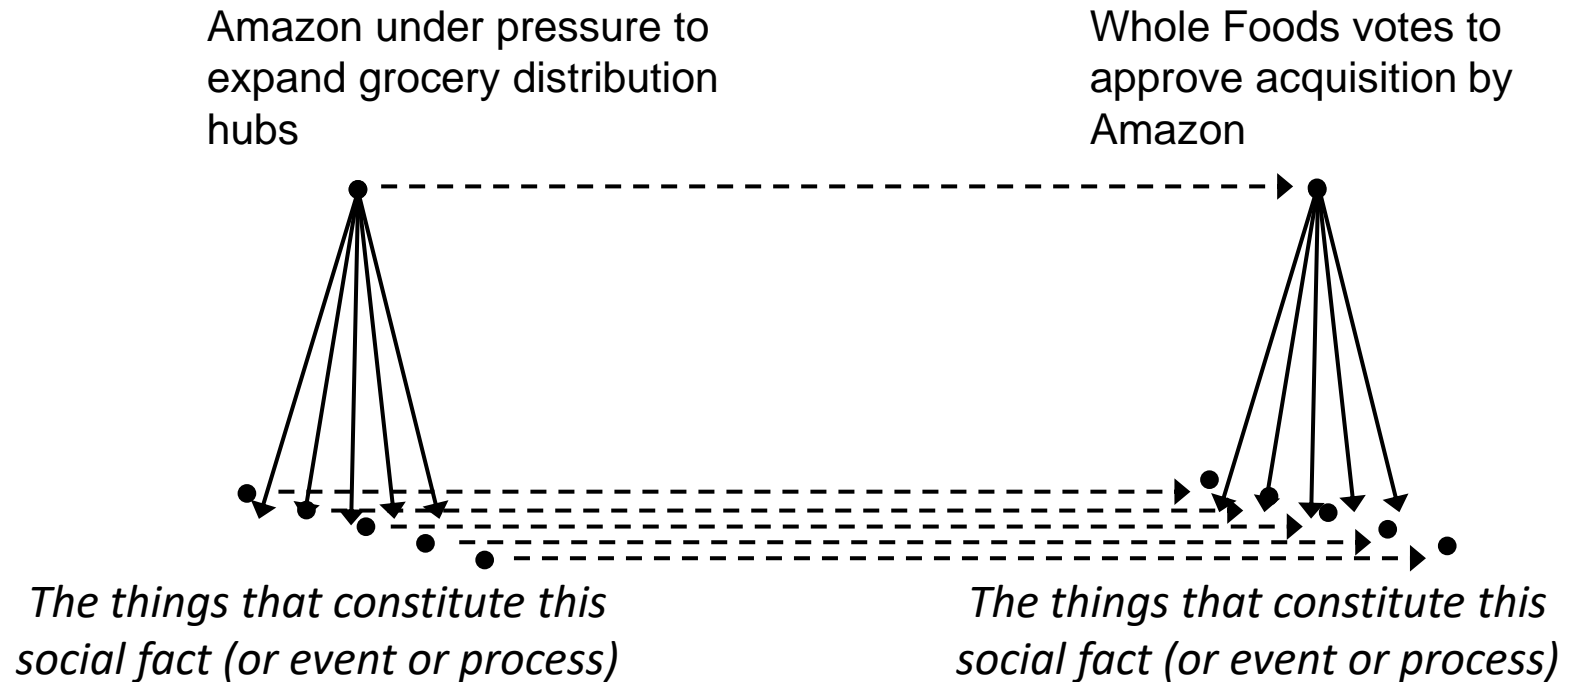 Amazon under pressure to
expand grocery distribution
hubs
Whole Foods votes to
approve acquisition by
Amazon
The things that constitute this
social fact (or event or process)
The things that constitute this
social fact (or event or process)